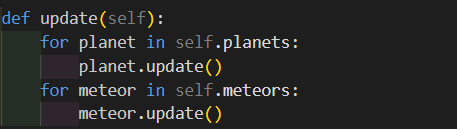 def update(self):
    for planet in self.planets:
        planet.update()
    for meteor in self.meteors:
        meteor.update()